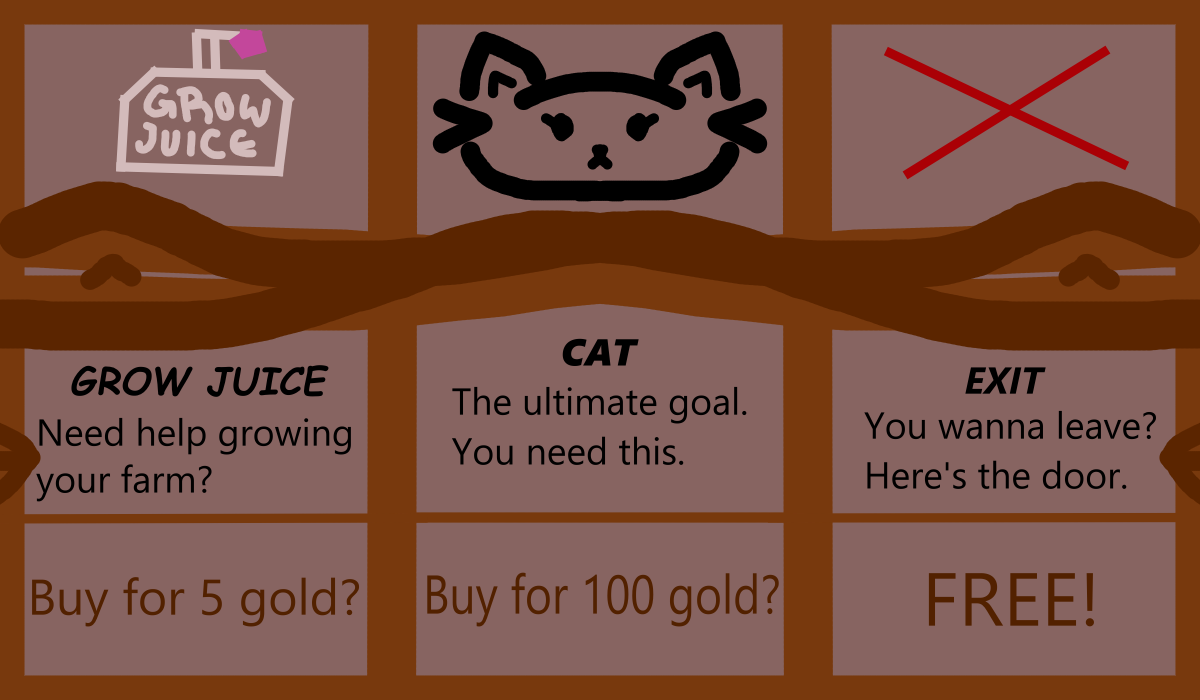 GROW
JUICE
GROW JUICE
Need help growing
your farm?
Buy for 5 gold?
CAT
The ultimate goal.
You need this.
Buy for 100 gold?
EXIT
You wanna leave?
Here's the door.
FREE!